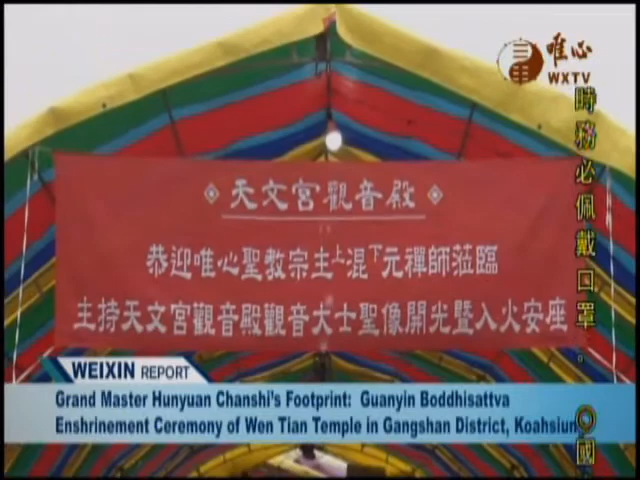 唯心
WXTV
時務必佩戴口罩。
天文宮觀音殿
恭迎唯心聖教宗主上混下元禪師蒞臨
主持天文宮觀音殿觀音大士聖像開光暨入火安座
WEIXIN REPORT
Grand Master Hunyuan Chanshi's Footprint: Guanyin Boddhisattva
Enshrinement Ceremony of Wen Tian Temple in Gangshan District, Koahsiun
國